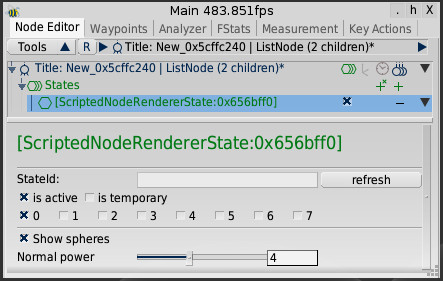 Main 483.851fps . h X
Node Editor Waypoints Analyzer FStats Measurement Key Actions
Tools R Title: New_0x5cffc240 | ListNode (2 children)*
Title: New_0x5cffc240 | ListNode (2 children)*
States
[ScriptedNodeRendererState:0x656bff0]
[ScriptedNodeRendererState:0x656bff0]
StateId: refresh
is active is temporary
0 1 2 3 4 5 6 7
Show spheres
Normal power 4